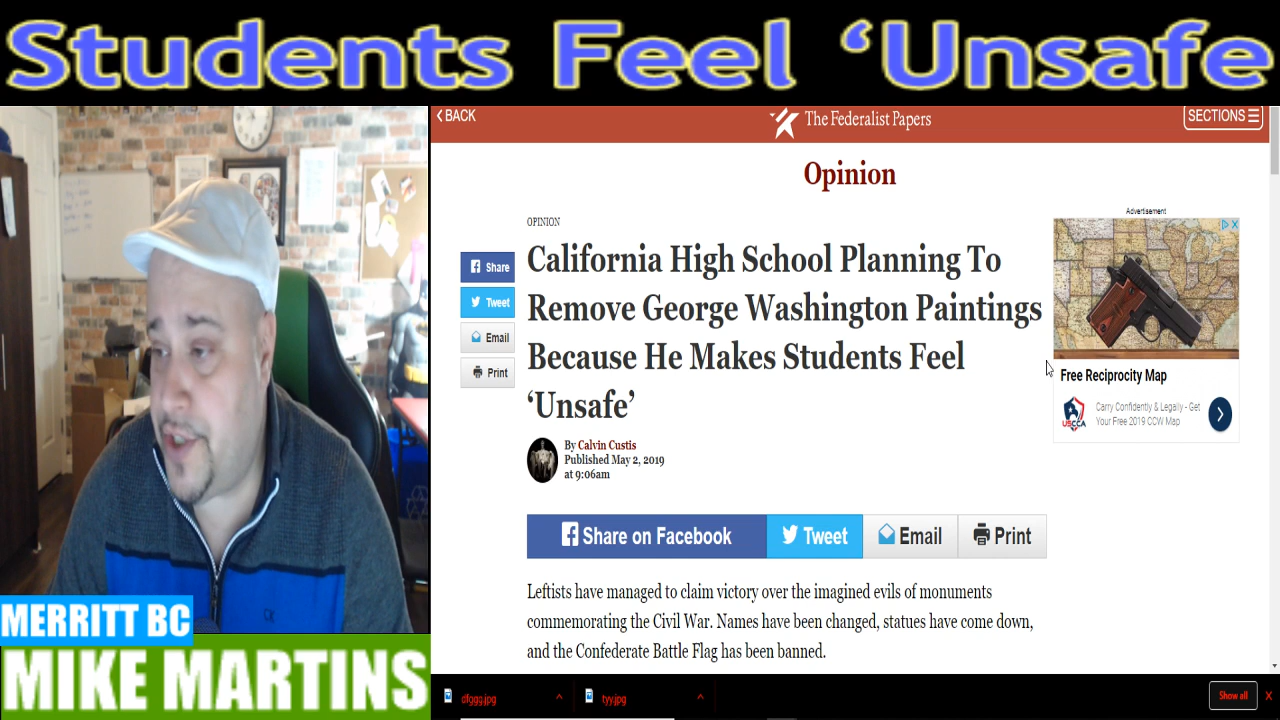 Students Feel ‘Unsafe
BACK
The Federalist Papers
SECTIONS
Opinion
OPINION
California High School Planning To
Remove George Washington Paintings
Because He Makes Students Feel
‘Unsafe’
Share
Tweet
Email
Print
By Calvin Custis
Published May 2, 2019
at 9:06am
Advertisement
Free Reciprocity Map
USCCA
Carry Confidently & Legally - Get
Your Free 2019 CCW Map
Share on Facebook
Tweet
Email
Print
Leftists have managed to claim victory over the imagined evils of monuments
commemorating the Civil War. Names have been changed, statues have come down,
and the Confederate Battle Flag has been banned.
MERRITT BC
MIKE MARTINS
dfggg.jpg
tyy.jpg
Show all
X